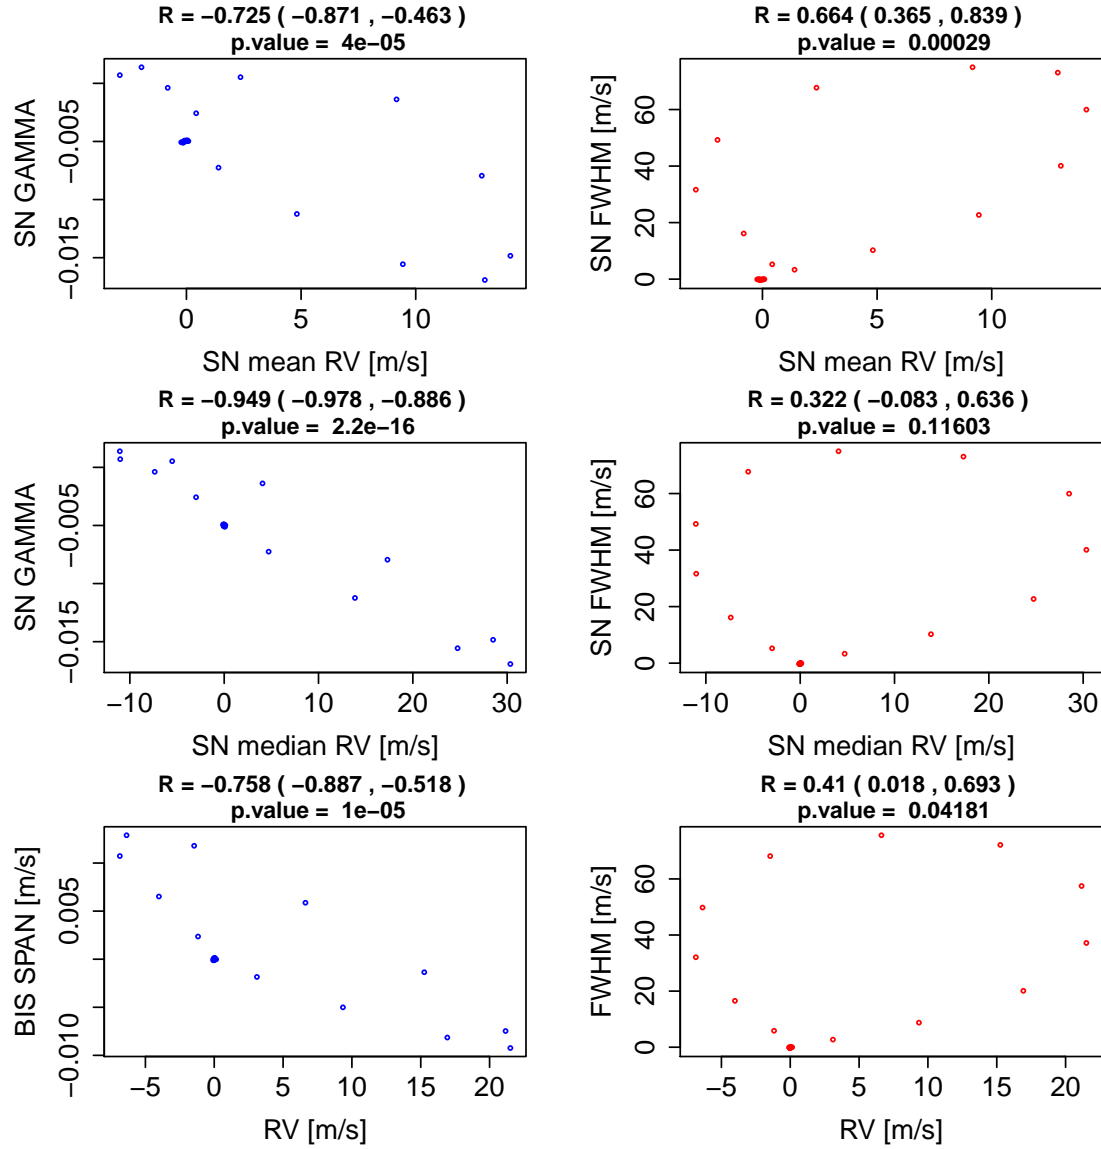 R = −0.725 ( −0.871 , −0.463 )
p.value = 4e−05
SN GAMMA
−0.005
−0.015
0 5 10
SN mean RV [m/s]
R = 0.664 ( 0.365 , 0.839 )
p.value = 0.00029
SN FWHM [m/s]
60
40
20
0
0 5 10
SN mean RV [m/s]
R = −0.949 ( −0.978 , −0.886 )
p.value = 2.2e−16
SN GAMMA
−0.005
−0.015
−10 0 10 20 30
SN median RV [m/s]
R = 0.322 ( −0.083 , 0.636 )
p.value = 0.11603
SN FWHM [m/s]
60
40
20
0
−10 0 10 20 30
SN median RV [m/s]
R = −0.758 ( −0.887 , −0.518 )
p.value = 1e−05
BIS SPAN [m/s]
0.005
−0.010
−5 0 5 10 15 20
RV [m/s]
R = 0.41 ( 0.018 , 0.693 )
p.value = 0.04181
FWHM [m/s]
60
40
20
0
−5 0 5 10 15 20
RV [m/s]